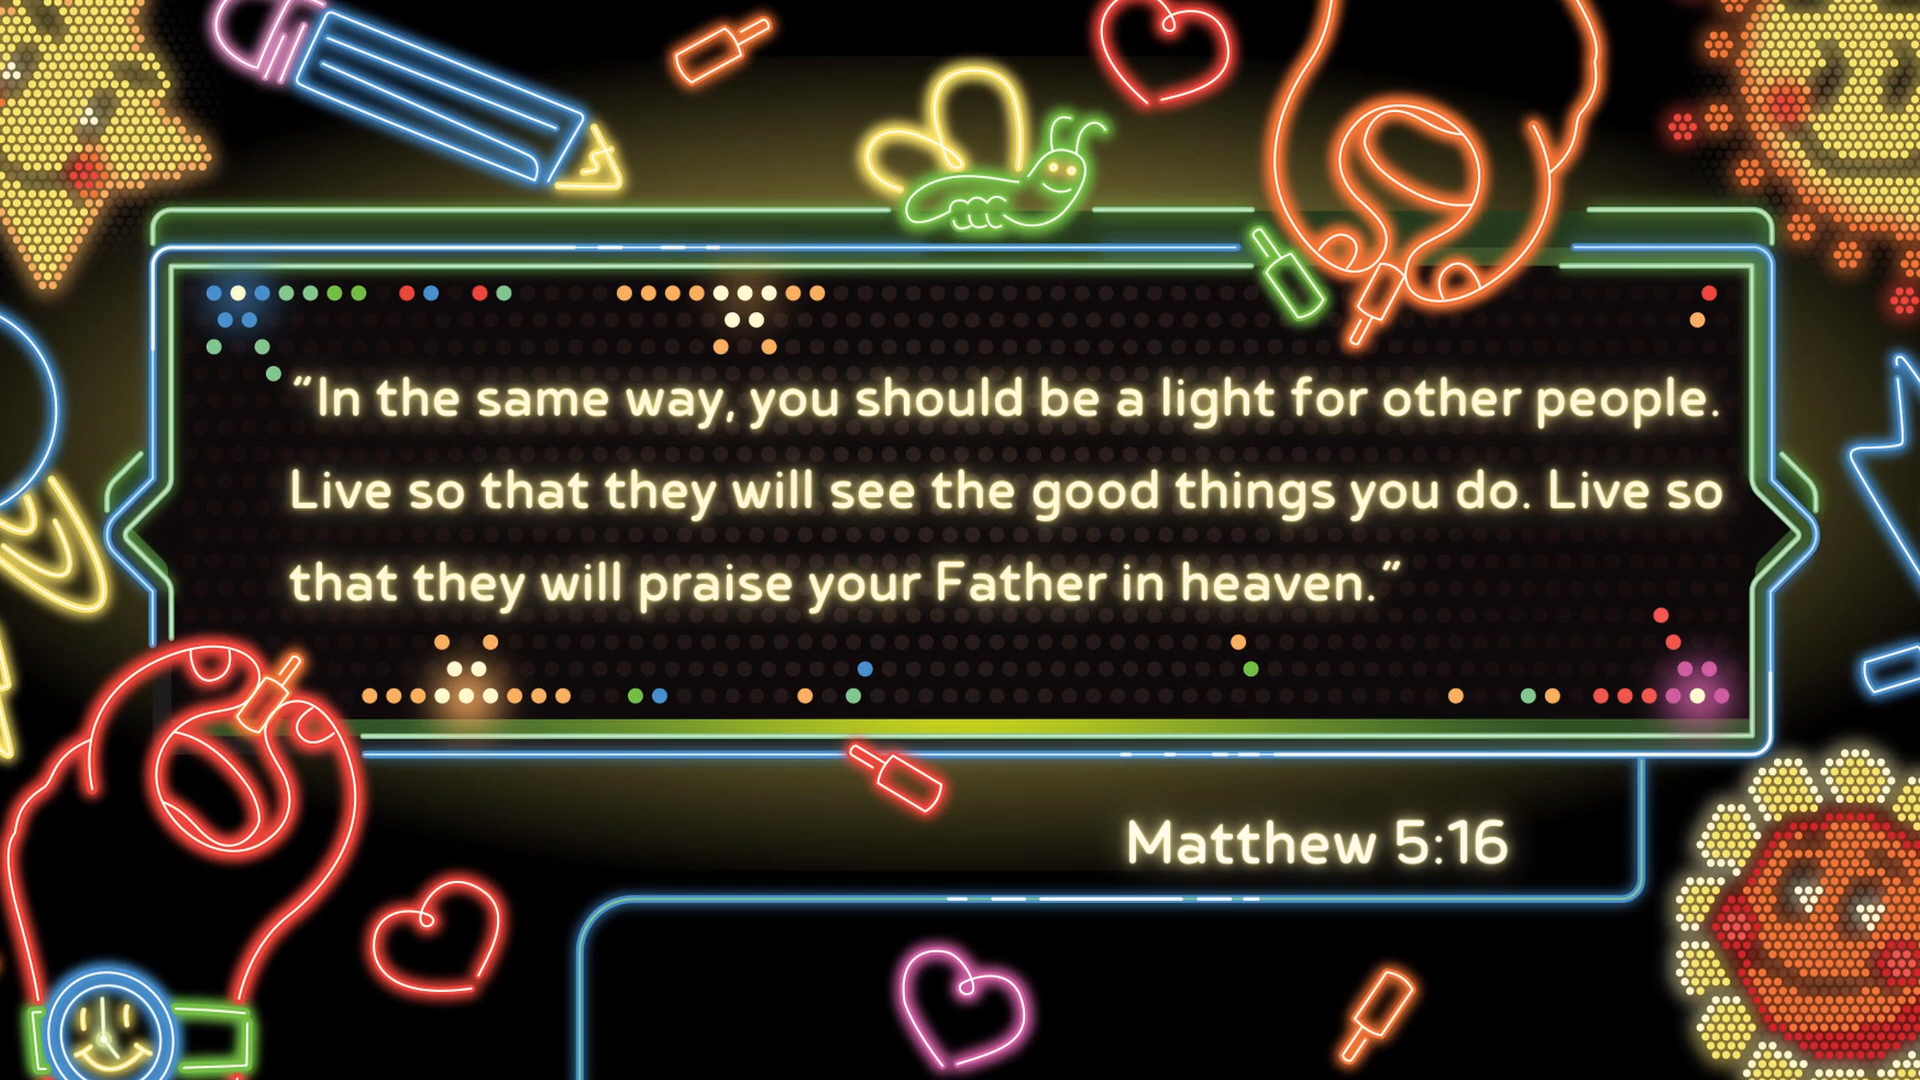 "In the same way, you should be a light for other people.
Live so that they will see the good things you do. Live so
that they will praise your Father in heaven."
Matthew 5:16